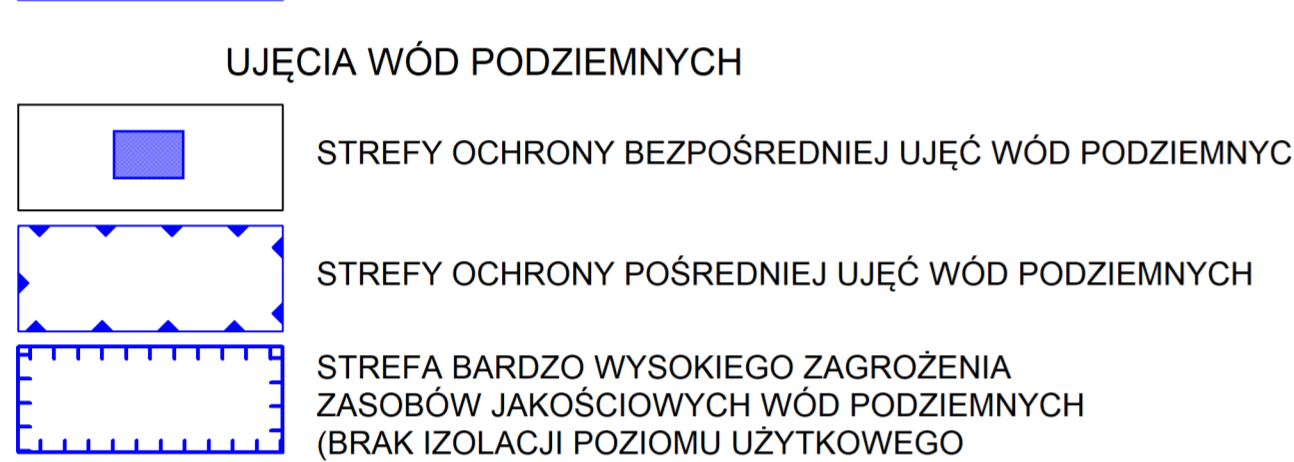 UJĘCIA WÓD PODZIEMNYCH
STREFY OCHRONY BEZPOŚREDNIEJ UJĘĆ WÓD PODZIEMNYC
STREFY OCHRONY POŚREDNIEJ UJĘĆ WÓD PODZIEMNYCH
STREFA BARDZO WYSOKIEGO ZAGROŻENIA
ZASOBÓW JAKOŚCIOWYCH WÓD PODZIEMNYCH
(BRAK IZOLACJI POZIOMU UŻYTKOWEGO